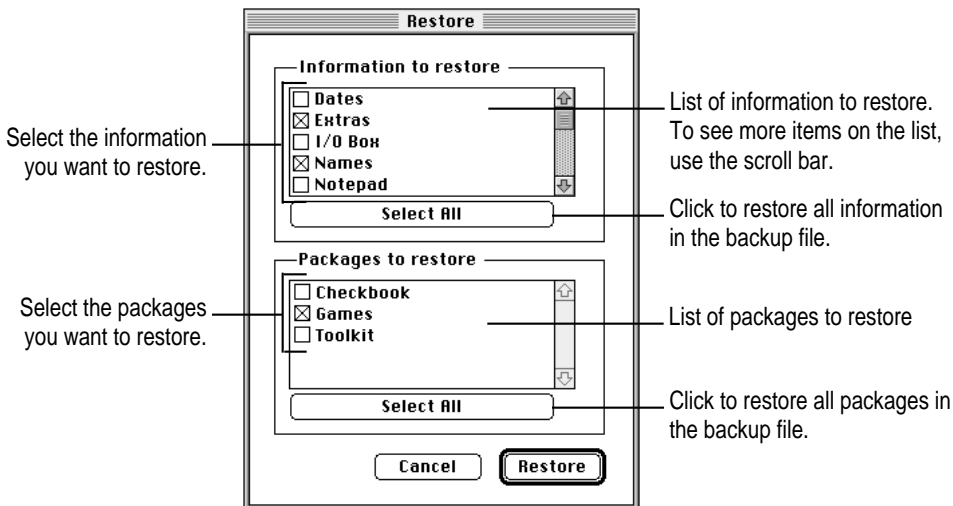 Restore
Information to restore
Dates
Extras
I/O Box
Names
Notepad
Select All
Packages to restore
Checkbook
Games
Toolkit
Select All
Cancel
Restore
Select the information
you want to restore.
Select the packages
you want to restore.
List of information to restore.
To see more items on the list,
use the scroll bar.
Click to restore all information
in the backup file.
List of packages to restore
Click to restore all packages in
the backup file.